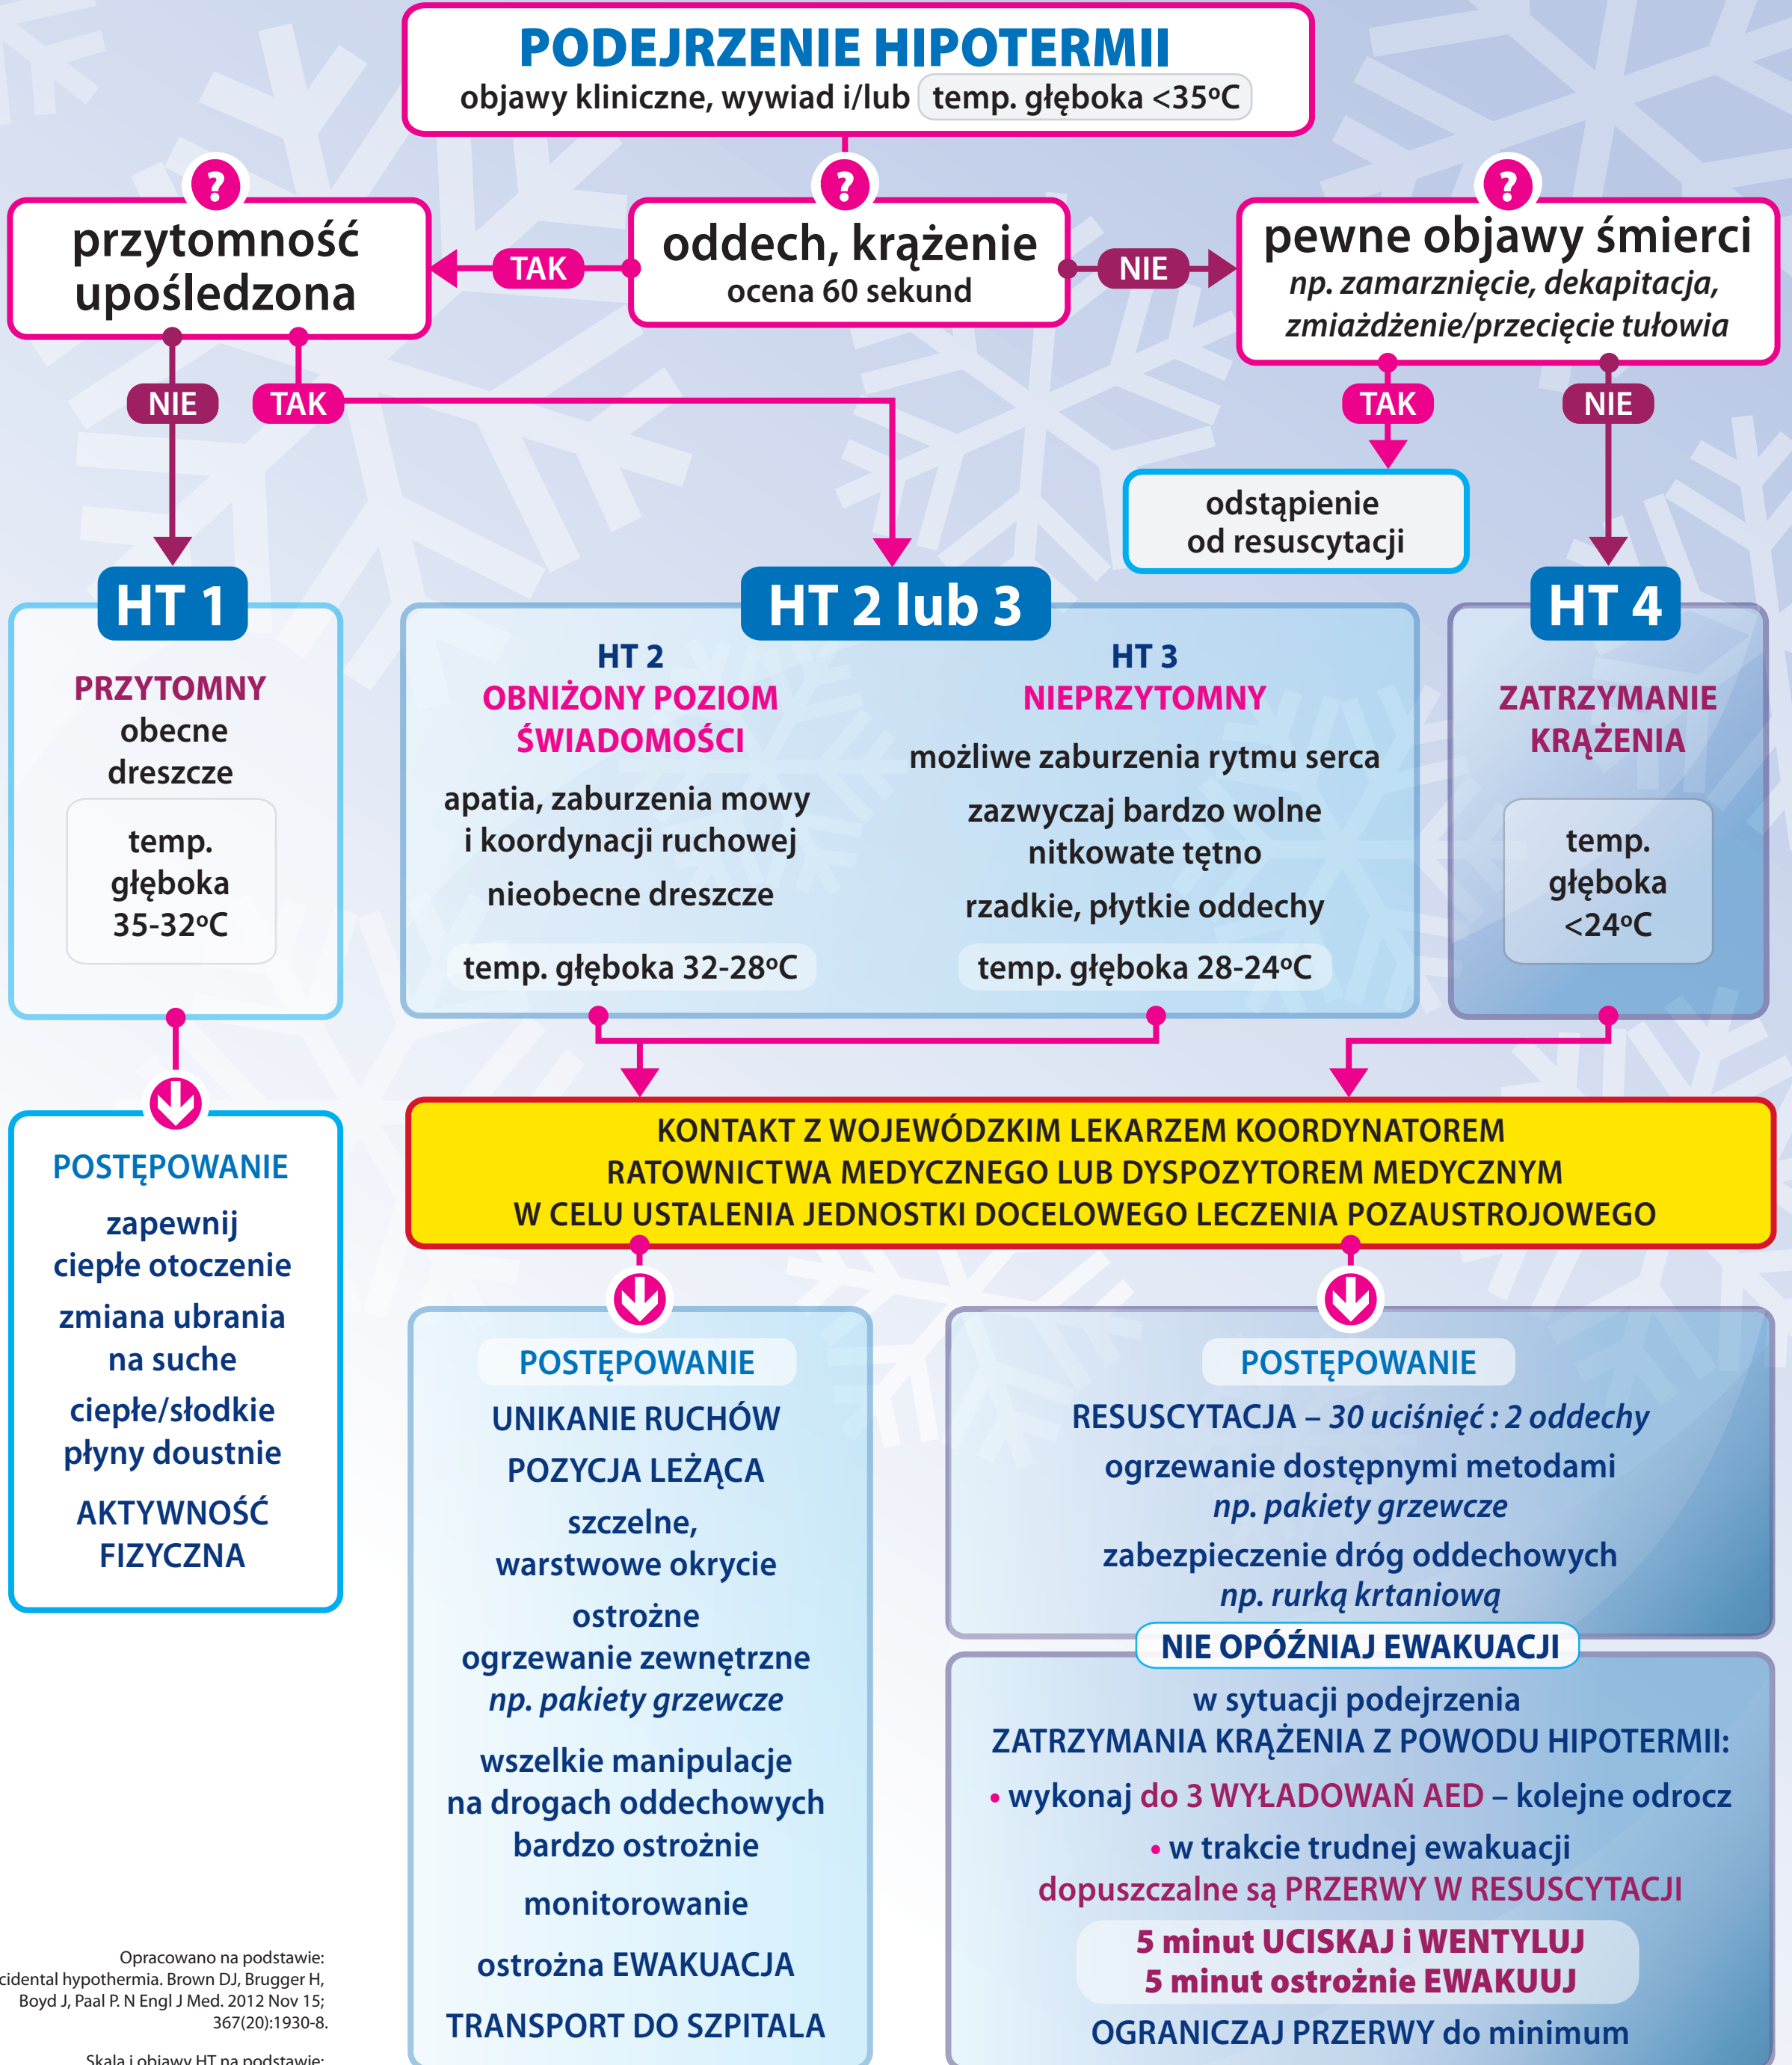 PODEJRZENIE HIPOTERMII
objawy kliniczne, wywiad i/lub temp. głęboka <35ºC
?
?
?
przytomność
upośledzona
TAK
oddech, krążenie
ocena 60 sekund
NIE
pewne objawy śmierci
np. zamarznięcie, dekapitacja,
zmiażdżenie/przecięcie tułowia
NIE
TAK
TAK
NIE
odstąpienie
od resuscytacji
HT 1
PRZYTOMNY
obecne
dreszcze
temp.
głęboka
35-32ºC
HT 2 lub 3
HT 2
OBNIŻONY POZIOM
ŚWIADOMOŚCI
apatia, zaburzenia mowy
i koordynacji ruchowej
nieobecne dreszcze
temp. głęboka 32-28ºC
HT 3
NIEPRZYTOMNY
możliwe zaburzenia rytmu serca
zazwyczaj bardzo wolne
nitkowate tętno
rzadkie, płytkie oddechy
temp. głęboka 28-24ºC
HT 4
ZATRZYMANIE
KRĄŻENIA
temp.
głęboka
<24ºC
POSTĘPOWANIE
zapewnij
ciepłe otoczenie
zmiana ubrania
na suche
ciepłe/słodkie
płyny doustnie
AKTYWNOŚĆ
FIZYCZNA
KONTAKT Z WOJEWÓDZKIM LEKARZEM KOORDYNATOREM
RATOWNICTWA MEDYCZNEGO LUB DYSPOZYTOREM MEDYCZNYM
W CELU USTALENIA JEDNOSTKI DOCELOWEGO LECZENIA POZAUSTROJOWEGO
POSTĘPOWANIE
UNIKANIE RUCHÓW
POZYCJA LEŻĄCA
szczelne,
warstwowe okrycie
ostrożne
ogrzewanie zewnętrzne
np. pakiety grzewcze
wszelkie manipulacje
na drogach oddechowych
bardzo ostrożnie
monitorowanie
ostrożna EWAKUACJA
TRANSPORT DO SZPITALA
POSTĘPOWANIE
RESUSCYTACJA – 30 uciśnięć : 2 oddechy
ogrzewanie dostępnymi metodami
np. pakiety grzewcze
zabezpieczenie dróg oddechowych
np. rurką krtaniową
NIE OPÓŹNIAJ EWAKUACJI
w sytuacji podejrzenia
ZATRZYMANIA KRĄŻENIA Z POWODU HIPOTERMII:
• wykonaj do 3 WYŁADOWAŃ AED – kolejne odrocz
• w trakcie trudnej ewakuacji
dopuszczalne są PRZERWY W RESUSCYTACJI
5 minut UCISKAJ i WENTYLUJ
5 minut ostrożnie EWAKUUJ
OGRANICZAJ PRZERWY do minimum
Opracowano na podstawie:
cidental hypothermia. Brown DJ, Brugger H,
Boyd J, Paal P. N Engl J Med. 2012 Nov 15;
367(20):1930-8.
Skala i objawy HT na podstawie: